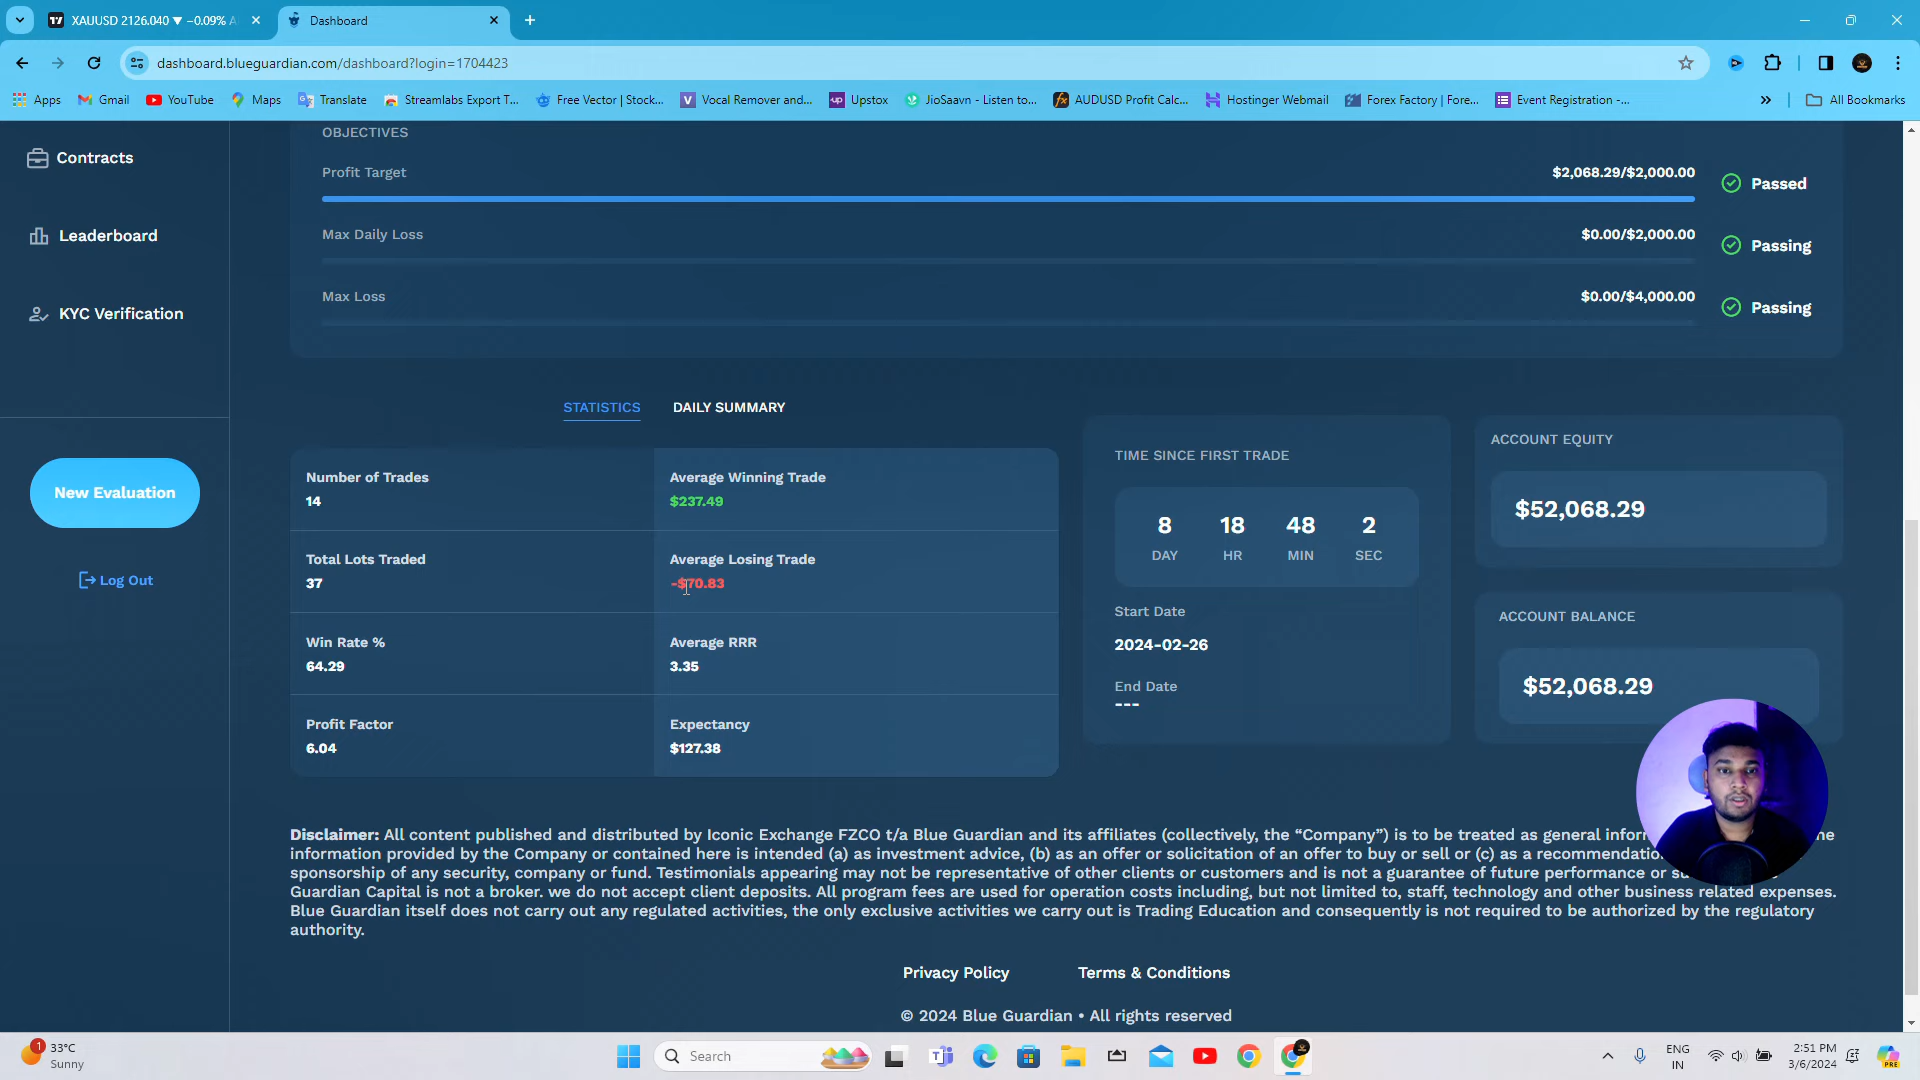 XAUUSD 2126.040 ▼ −0.09%
Dashboard
dashboard.blueguardian.com/dashboard?login=1704423
Apps
Gmail
YouTube
Maps
Translate
Streamlabs Export T...
Free Vector | Stock...
Vocal Remover and...
Upstox
JioSaavn - Listen to...
AUDUSD Profit Calc...
Hostinger Webmail
Forex Factory | Fore...
Event Registration -...
All Bookmarks
Contracts
Leaderboard
KYC Verification
New Evaluation
Log Out
OBJECTIVES
Profit Target
$2,068.29/$2,000.00
Passed
Max Daily Loss
$0.00/$2,000.00
Passing
Max Loss
$0.00/$4,000.00
Passing
STATISTICS
DAILY SUMMARY
Number of Trades
14
Average Winning Trade
$237.49
Total Lots Traded
37
Average Losing Trade
-$70.83
Win Rate %
64.29
Average RRR
3.35
Profit Factor
6.04
Expectancy
$127.38
TIME SINCE FIRST TRADE
8 18 48 2
DAY HR MIN SEC
Start Date
2024-02-26
End Date
---
ACCOUNT EQUITY
$52,068.29
ACCOUNT BALANCE
$52,068.29
Disclaimer: All content published and distributed by Iconic Exchange FZCO t/a Blue Guardian and its affiliates (collectively, the “Company”) is to be treated as general
information provided by the Company or contained here is intended (a) as investment advice, (b) as an offer or solicitation of an offer to buy or sell or (c) as a
sponsorship of any security, company or fund. Testimonials appearing may not be representative of other clients or customers and is not a guarantee of future performance or
Guardian Capital is not a broker. we do not accept client deposits. All program fees are used for operation costs including, but not limited to, staff, technology and other business related expenses.
Blue Guardian itself does not carry out any regulated activities, the only exclusive activities we carry out is Trading Education and consequently is not required to be authorized by the regulatory
authority.
Privacy Policy
Terms & Conditions
© 2024 Blue Guardian • All rights reserved
1
33°C
Sunny
Search
ENG
IN
2:51 PM
3/6/2024
PRE